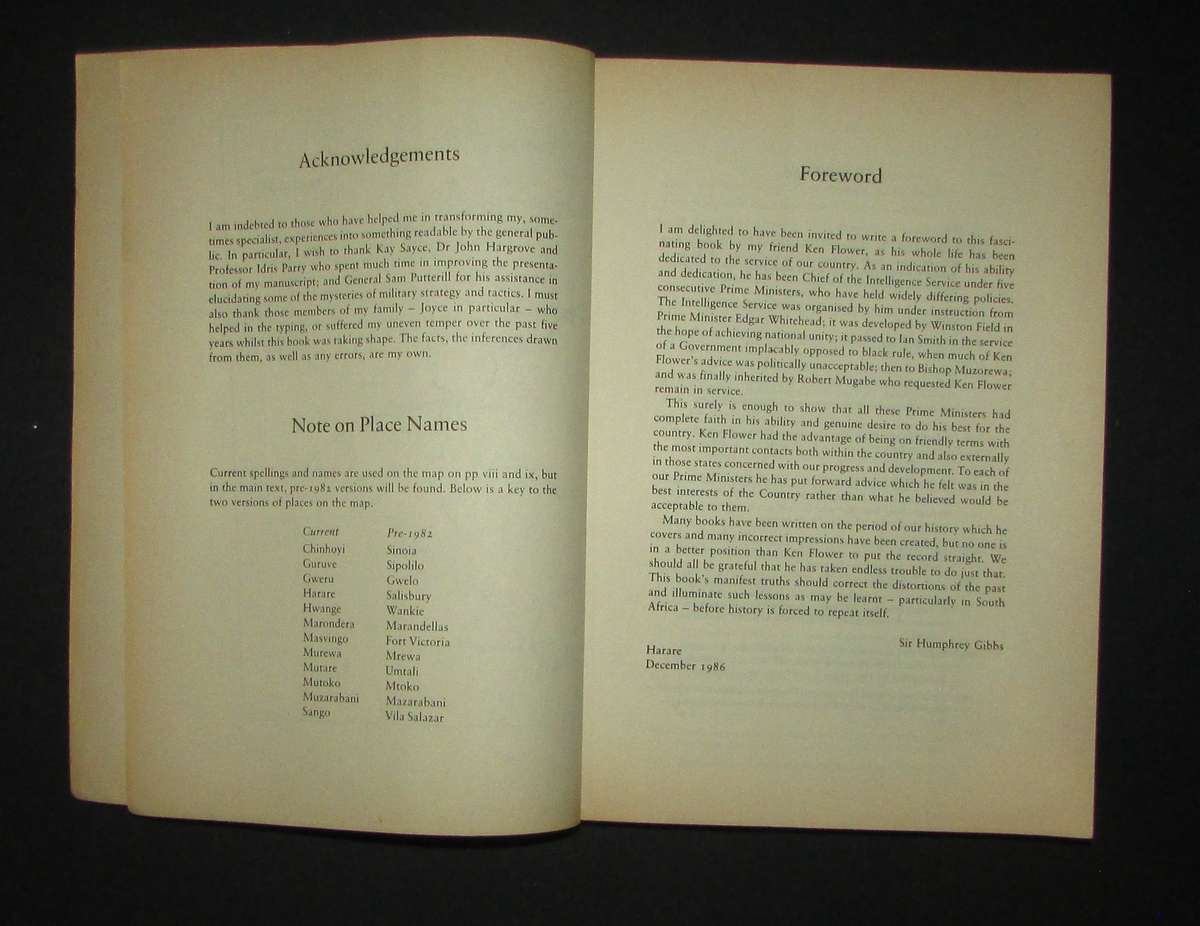 Acknowledgements
I am indebted to those who have helped me in transforming my, some-
times specialist, experiences into something readable by the general pub-
lic. In particular, I wish to thank Kay Sayce, Dr John Hargrove and
Professor Idris Parry who spent much time in improving the presenta-
tion of my manuscript; and General Sam Putterill for his assistance in
elucidating some of the mysteries of military strategy and tactics. I must
also thank those members of my family – Joyce in particular – who
helped in the typing, or suffered my uneven temper over the past five
years whilst this book was taking shape. The facts, the inferences drawn
from them, as well as any errors, are my own.
Note on Place Names
Current spellings and names are used on the map on pp viii and ix, but
in the main text, pre-1982 versions will be found. Below is a key to the
two versions of places on the map.
Current Pre-1982
Chinhoyi Sinoia
Guruve Sipolilo
Gweru Gwelo
Harare Salisbury
Hwange Wankie
Marondera Marandellas
Masvingo Fort Victoria
Murewa Mrewa
Mutare Umtali
Mutoko Mtoko
Muzarabani Mazarabani
Sango Vila Salazar
Foreword
I am delighted to have been invited to write a foreword to this fasci-
nating book by my friend Ken Flower, as his whole life has been
dedicated to the service of our country. As an indication of his ability
and dedication, he has been Chief of the Intelligence Service under five
consecutive Prime Ministers, who have held widely differing policies.
The Intelligence Service was organised by him under instruction from
Prime Minister Edgar Whitehead; it was developed by Winston Field in
the hope of achieving national unity; it passed to Ian Smith in the service
of a Government implacably opposed to black rule, when much of Ken
Flower's advice was politically unacceptable; then to Bishop Muzorewa;
and was finally inherited by Robert Mugabe who requested Ken Flower
remain in service.
This surely is enough to show that all these Prime Ministers had
complete faith in his ability and genuine desire to do his best for the
country. Ken Flower had the advantage of being on friendly terms with
the most important contacts both within the country and also externally
in those states concerned with our progress and development. To each of
our Prime Ministers he has put forward advice which he felt was in the
best interests of the Country rather than what he believed would be
acceptable to them.
Many books have been written on the period of our history which he
covers and many incorrect impressions have been created, but no one is
in a better position than Ken Flower to put the record straight. We
should all be grateful that he has taken endless trouble to do just that.
This book's manifest truths should correct the distortions of the past
and illuminate such lessons as may be learnt – particularly in South
Africa – before history is forced to repeat itself.
Sir Humphrey Gibbs
Harare
December 1986